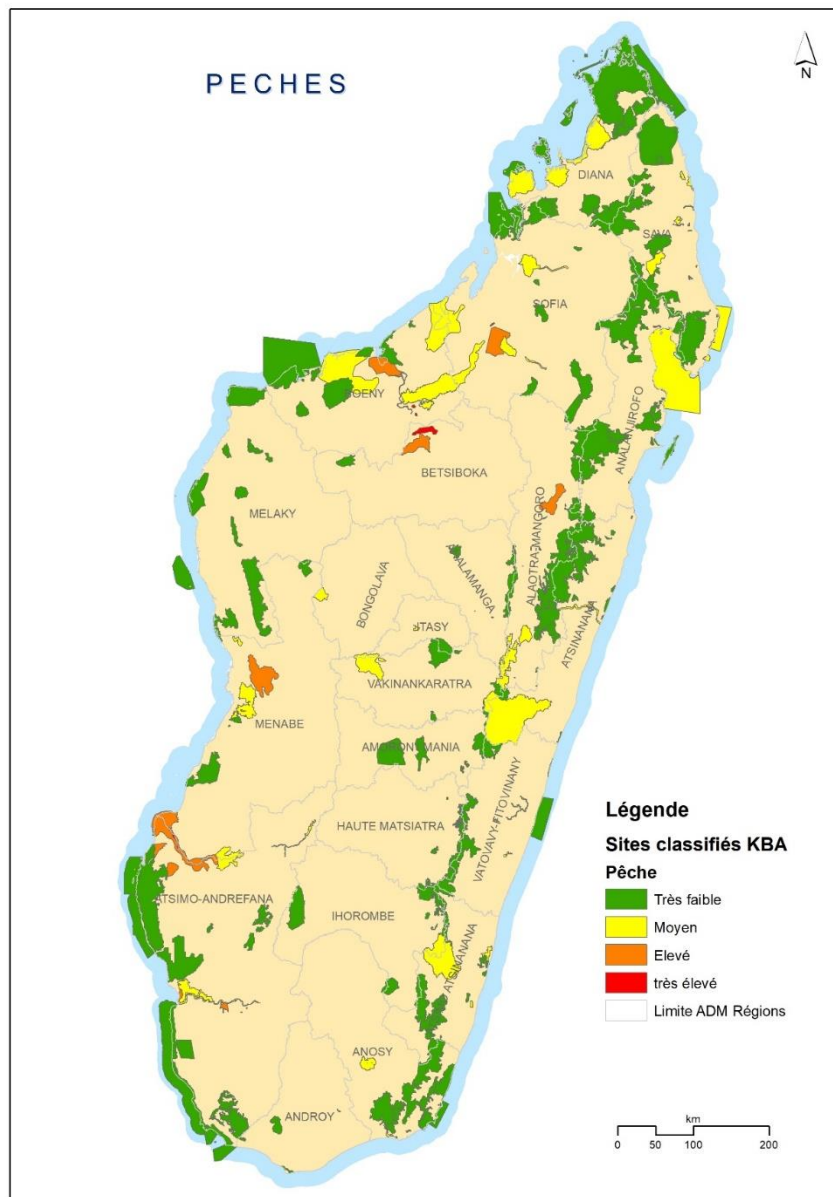 PECHES
N
DIANA
SAVA
SOFIA
BOENY
ANALANJIROFO
BETSIBOKA
MELAKY
ALAOTRA-MANGORO
BONGOLAVA
ANALAMANGA
ITASY
ATSINANANA
VAKINANKARATRA
MENABE
AMORON'I MANIA
HAUTE MATSIATRA
VATOVAVY-FITOVINANY
ATSIMO-ANDREFANA
IHOROMBE
ATSINANANA
ANOSY
ANDROY
Légende
Sites classifiés KBA
Pêche
Très faible
Moyen
Elevé
très élevé
Limite ADM Régions
km
0 50 100 200